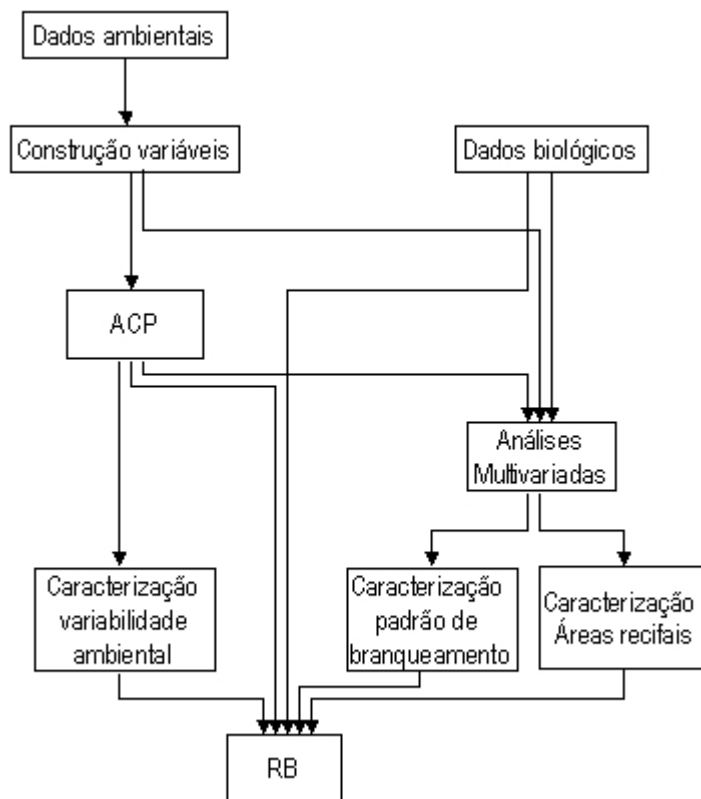 Dados ambientais
Construção variáveis
Dados biológicos
ACP
Análises
Multivariadas
Caracterização
variabilidade
ambiental
Caracterização
padrão de
branqueamento
Caracterização
Áreas recifais
RB